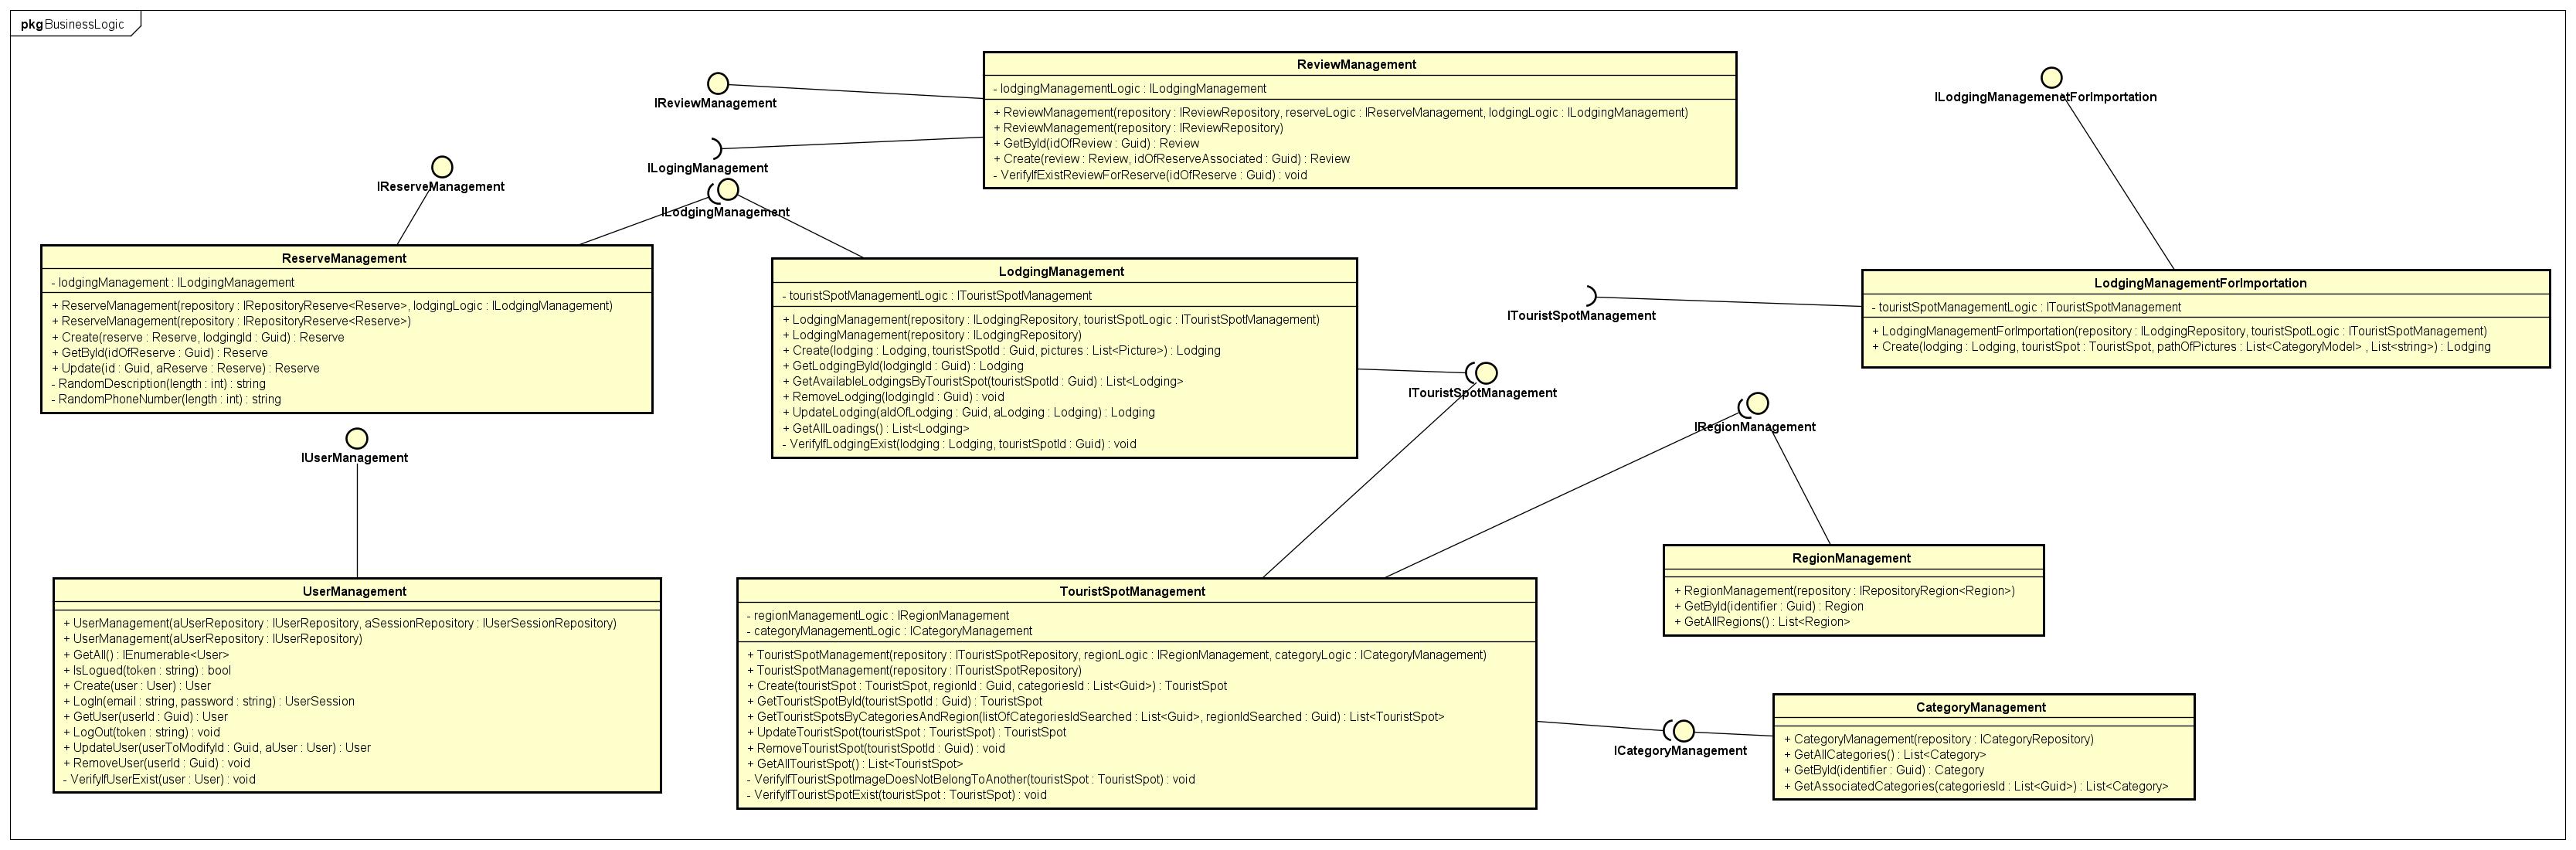 pkg BusinessLogic
IReviewManagement
ILogingManagement
IReserveManagement
ILodgingManagement
ReviewManagement
- lodgingManagementLogic : ILodgingManagement
+ ReviewManagement(repository : IReviewRepository, reserveLogic : IReserveManagement, lodgingLogic : ILodgingManagement)
+ ReviewManagement(repository : IReviewRepository)
+ GetById(idOfReview : Guid) : Review
+ Create(review : Review, idOfReserveAssociated : Guid) : Review
- VerifyIfExistReviewForReserve(idOfReserve : Guid) : void
ILodgingManagemenetForImportation
ReserveManagement
- lodgingManagement : ILodgingManagement
+ ReserveManagement(repository : IRepositoryReserve<Reserve>, lodgingLogic : ILodgingManagement)
+ ReserveManagement(repository : IRepositoryReserve<Reserve>)
+ Create(reserve : Reserve, lodgingId : Guid) : Reserve
+ GetById(idOfReserve : Guid) : Reserve
+ Update(id : Guid, aReserve : Reserve) : Reserve
- RandomDescription(length : int) : string
- RandomPhoneNumber(length : int) : string
LodgingManagement
- touristSpotManagementLogic : ITouristSpotManagement
+ LodgingManagement(repository : ILodgingRepository, touristSpotLogic : ITouristSpotManagement)
+ LodgingManagement(repository : ILodgingRepository)
+ Create(lodging : Lodging, touristSpotId : Guid, pictures : List<Picture>) : Lodging
+ GetLodgingById(lodgingId : Guid) : Lodging
+ GetAvailableLodgingsByTouristSpot(touristSpotId : Guid) : List<Lodging>
+ RemoveLodging(lodgingId : Guid) : void
+ UpdateLodging(aIdOfLodging : Guid, aLodging : Lodging) : Lodging
+ GetAllLoadings() : List<Lodging>
- VerifyIfLodgingExist(lodging : Lodging, touristSpotId : Guid) : void
ITouristSpotManagement
LodgingManagementForImportation
- touristSpotManagementLogic : ITouristSpotManagement
+ LodgingManagementForImportation(repository : ILodgingRepository, touristSpotLogic : ITouristSpotManagement)
+ Create(lodging : Lodging, touristSpot : TouristSpot, pathOfPictures : List<CategoryModel> , List<string>) : Lodging
ITouristSpotManagement
IRegionManagement
IUserManagement
UserManagement
+ UserManagement(aUserRepository : IUserRepository, aSessionRepository : IUserSessionRepository)
+ UserManagement(aUserRepository : IUserRepository)
+ GetAll() : IEnumerable<User>
+ IsLogued(token : string) : bool
+ Create(user : User) : User
+ LogIn(email : string, password : string) : UserSession
+ GetUser(userId : Guid) : User
+ LogOut(token : string) : void
+ UpdateUser(userToModifyId : Guid, aUser : User) : User
+ RemoveUser(userId : Guid) : void
- VerifyIfUserExist(user : User) : void
TouristSpotManagement
- regionManagementLogic : IRegionManagement
- categoryManagementLogic : ICategoryManagement
+ TouristSpotManagement(repository : ITouristSpotRepository, regionLogic : IRegionManagement, categoryLogic : ICategoryManagement)
+ TouristSpotManagement(repository : ITouristSpotRepository)
+ Create(touristSpot : TouristSpot, regionId : Guid, categoriesId : List<Guid>) : TouristSpot
+ GetTouristSpotById(touristSpotId : Guid) : TouristSpot
+ GetTouristSpotsByCategoriesAndRegion(listOfCategoriesIdSearched : List<Guid>, regionIdSearched : Guid) : List<TouristSpot>
+ UpdateTouristSpot(touristSpot : TouristSpot) : TouristSpot
+ RemoveTouristSpot(touristSpotId : Guid) : void
+ GetAllTouristSpot() : List<TouristSpot>
- VerifyIfTouristSpotImageDoesNotBelongToAnother(touristSpot : TouristSpot) : void
- VerifyIfTouristSpotExist(touristSpot : TouristSpot) : void
RegionManagement
+ RegionManagement(repository : IRepositoryRegion<Region>)
+ GetById(identifier : Guid) : Region
+ GetAllRegions() : List<Region>
ICategoryManagement
CategoryManagement
+ CategoryManagement(repository : ICategoryRepository)
+ GetAllCategories() : List<Category>
+ GetById(identifier : Guid) : Category
+ GetAssociatedCategories(categoriesId : List<Guid>) : List<Category>